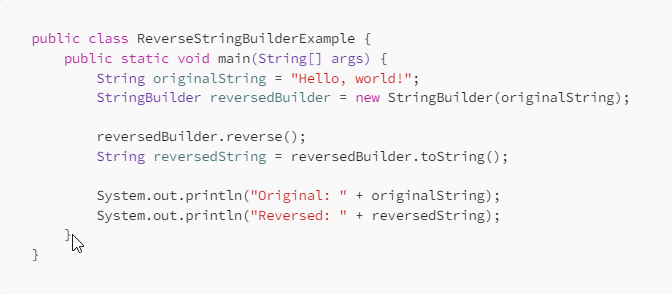 public class ReverseStringBuilderExample {
    public static void main(String[] args) {
        String originalString = "Hello, world!";
        StringBuilder reversedBuilder = new StringBuilder(originalString);

        reversedBuilder.reverse();
        String reversedString = reversedBuilder.toString();

        System.out.println("Original: " + originalString);
        System.out.println("Reversed: " + reversedString);
    }
}